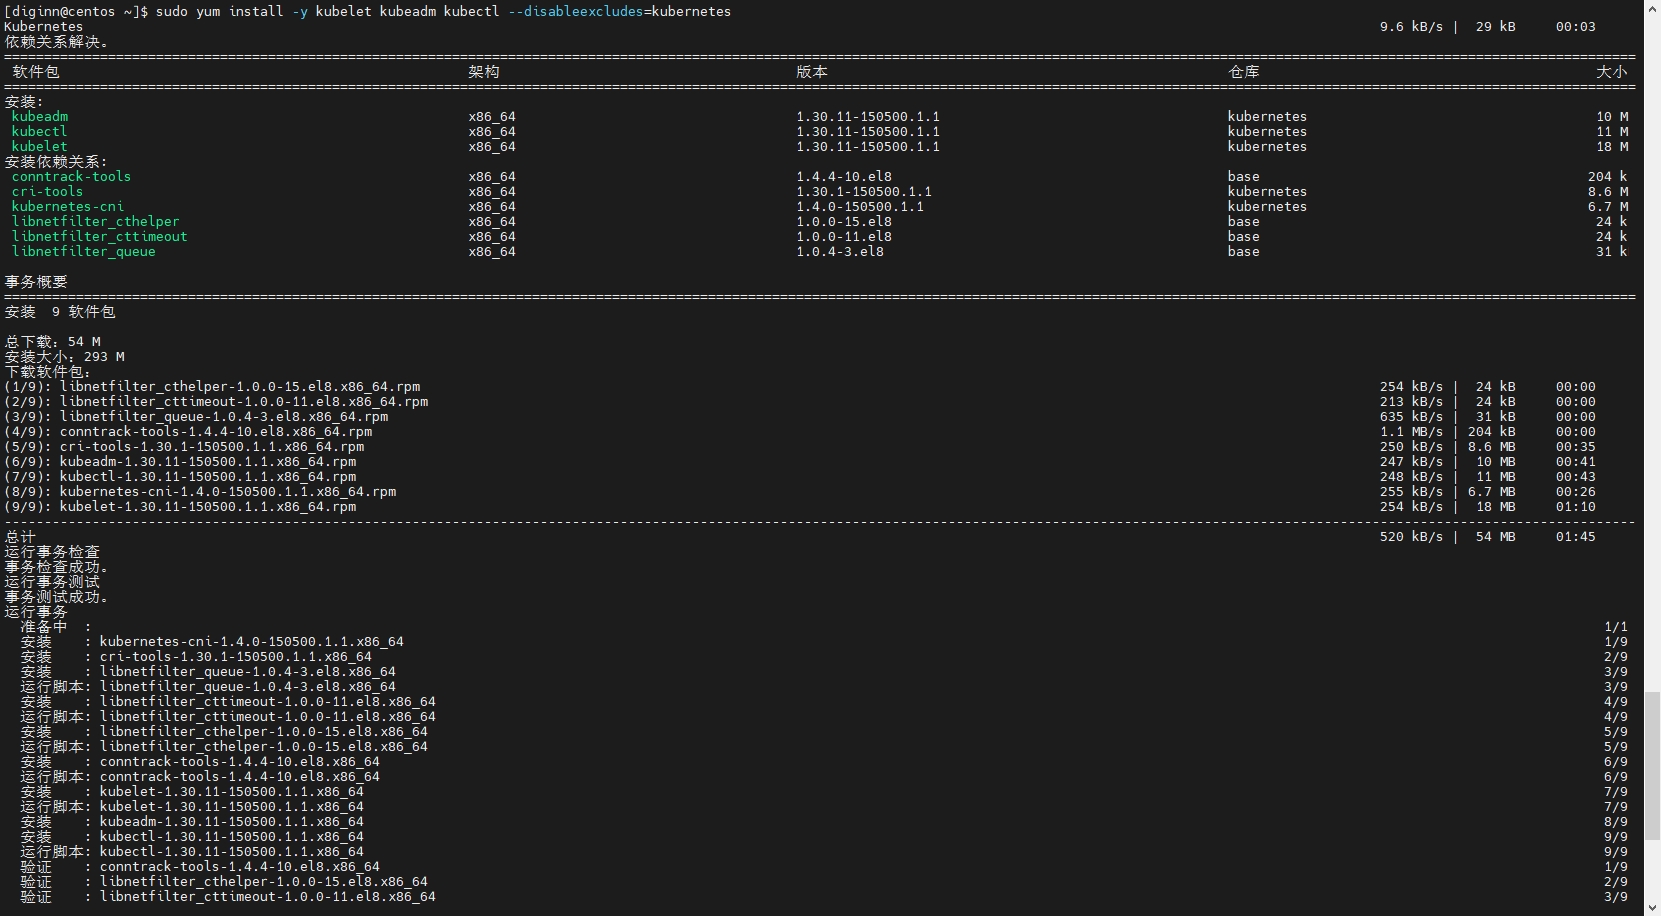 [diginn@centos ~]$ sudo yum install -y kubelet kubeadm kubectl --disableexcludes=kubernetes
Kubernetes 9.6 kB/s | 29 kB 00:03
依赖关系解决。
================================================================================
软件包 架构 版本 仓库 大小
================================================================================
安装:
kubeadm x86_64 1.30.11-150500.1.1 kubernetes 10 M
kubectl x86_64 1.30.11-150500.1.1 kubernetes 11 M
kubelet x86_64 1.30.11-150500.1.1 kubernetes 18 M
安装依赖关系:
conntrack-tools x86_64 1.4.4-10.el8 base 204 k
cri-tools x86_64 1.30.1-150500.1.1 kubernetes 8.6 M
kubernetes-cni x86_64 1.4.0-150500.1.1 kubernetes 6.7 M
libnetfilter_cthelper x86_64 1.0.0-15.el8 base 24 k
libnetfilter_cttimeout x86_64 1.0.0-11.el8 base 24 k
libnetfilter_queue x86_64 1.0.4-3.el8 base 31 k
事务概要
================================================================================
安装 9 软件包
总下载：54 M
安装大小：293 M
下载软件包：
(1/9): libnetfilter_cthelper-1.0.0-15.el8.x86_64.rpm 254 kB/s | 24 kB 00:00
(2/9): libnetfilter_cttimeout-1.0.0-11.el8.x86_64.rpm 213 kB/s | 24 kB 00:00
(3/9): libnetfilter_queue-1.0.4-3.el8.x86_64.rpm 635 kB/s | 31 kB 00:00
(4/9): conntrack-tools-1.4.4-10.el8.x86_64.rpm 1.1 MB/s | 204 kB 00:00
(5/9): cri-tools-1.30.1-150500.1.1.x86_64.rpm 250 kB/s | 8.6 MB 00:35
(6/9): kubeadm-1.30.11-150500.1.1.x86_64.rpm 247 kB/s | 10 MB 00:41
(7/9): kubectl-1.30.11-150500.1.1.x86_64.rpm 248 kB/s | 11 MB 00:43
(8/9): kubernetes-cni-1.4.0-150500.1.1.x86_64.rpm 255 kB/s | 6.7 MB 00:26
(9/9): kubelet-1.30.11-150500.1.1.x86_64.rpm 254 kB/s | 18 MB 01:10
--------------------------------------------------------------------------------
总计 520 kB/s | 54 MB 01:45
运行事务检查
事务检查成功。
运行事务测试
事务测试成功。
运行事务
准备中 : 1/1
安装 : kubernetes-cni-1.4.0-150500.1.1.x86_64 1/9
安装 : cri-tools-1.30.1-150500.1.1.x86_64 2/9
安装 : libnetfilter_queue-1.0.4-3.el8.x86_64 3/9
运行脚本: libnetfilter_queue-1.0.4-3.el8.x86_64 3/9
安装 : libnetfilter_cttimeout-1.0.0-11.el8.x86_64 4/9
运行脚本: libnetfilter_cttimeout-1.0.0-11.el8.x86_64 4/9
安装 : libnetfilter_cthelper-1.0.0-15.el8.x86_64 5/9
运行脚本: libnetfilter_cthelper-1.0.0-15.el8.x86_64 5/9
安装 : conntrack-tools-1.4.4-10.el8.x86_64 6/9
运行脚本: conntrack-tools-1.4.4-10.el8.x86_64 6/9
安装 : kubelet-1.30.11-150500.1.1.x86_64 7/9
运行脚本: kubelet-1.30.11-150500.1.1.x86_64 7/9
安装 : kubeadm-1.30.11-150500.1.1.x86_64 8/9
安装 : kubectl-1.30.11-150500.1.1.x86_64 9/9
运行脚本: kubectl-1.30.11-150500.1.1.x86_64 9/9
验证 : conntrack-tools-1.4.4-10.el8.x86_64 1/9
验证 : libnetfilter_cthelper-1.0.0-15.el8.x86_64 2/9
验证 : libnetfilter_cttimeout-1.0.0-11.el8.x86_64 3/9